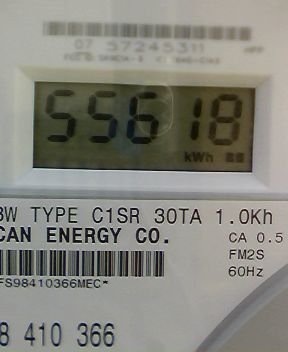 07 57245311
55618
kWh
3W TYPE C1SR 30TA 1.0Kh
CAN ENERGY CO.
CA 0.5
FM2S
60Hz
FS98410366MEC*
8 410 366